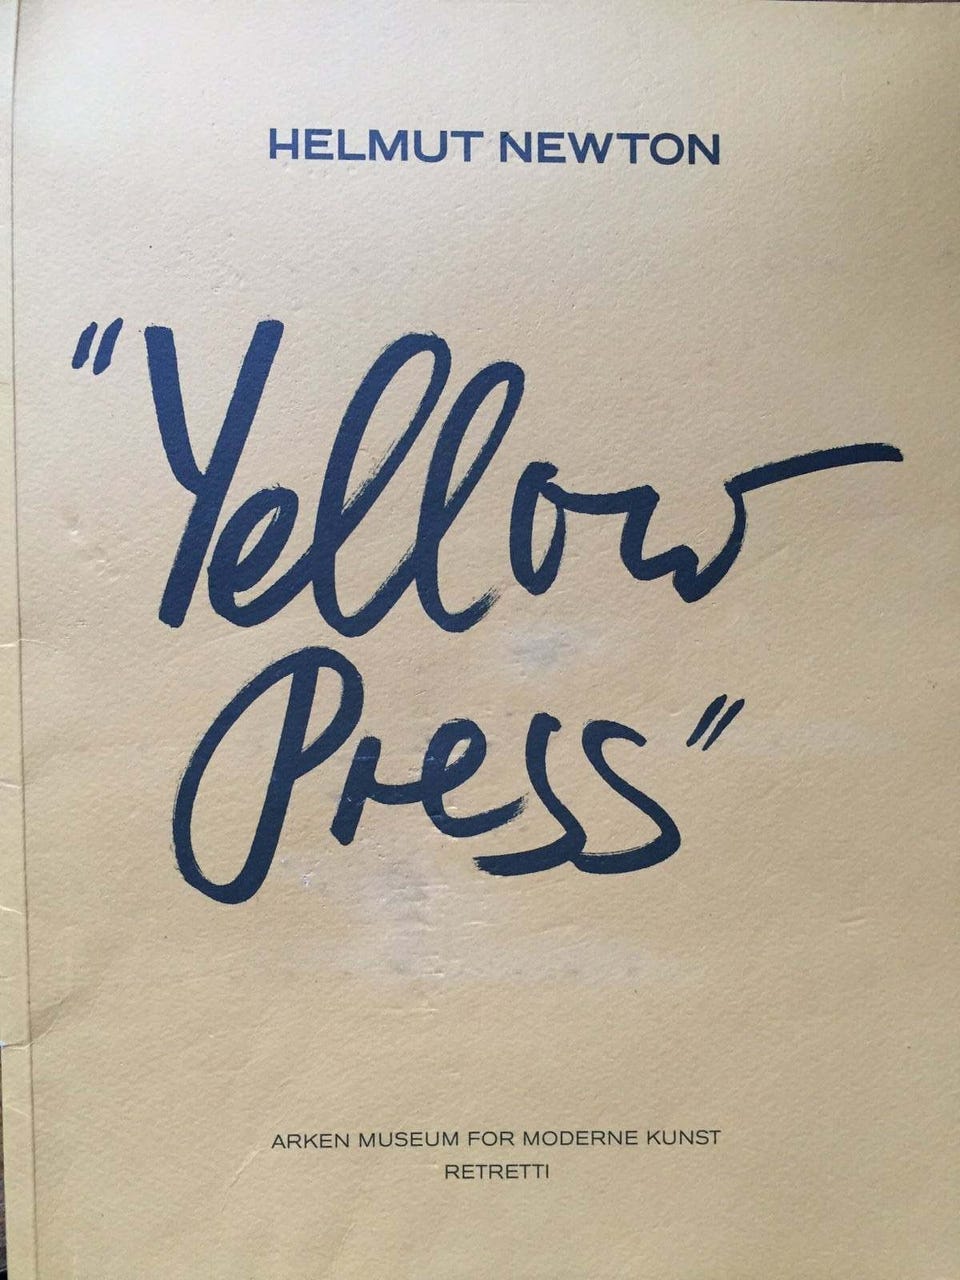 HELMUT NEWTON
"Yellow
Press"
ARKEN MUSEUM FOR MODERNE KUNST
RETRETTI